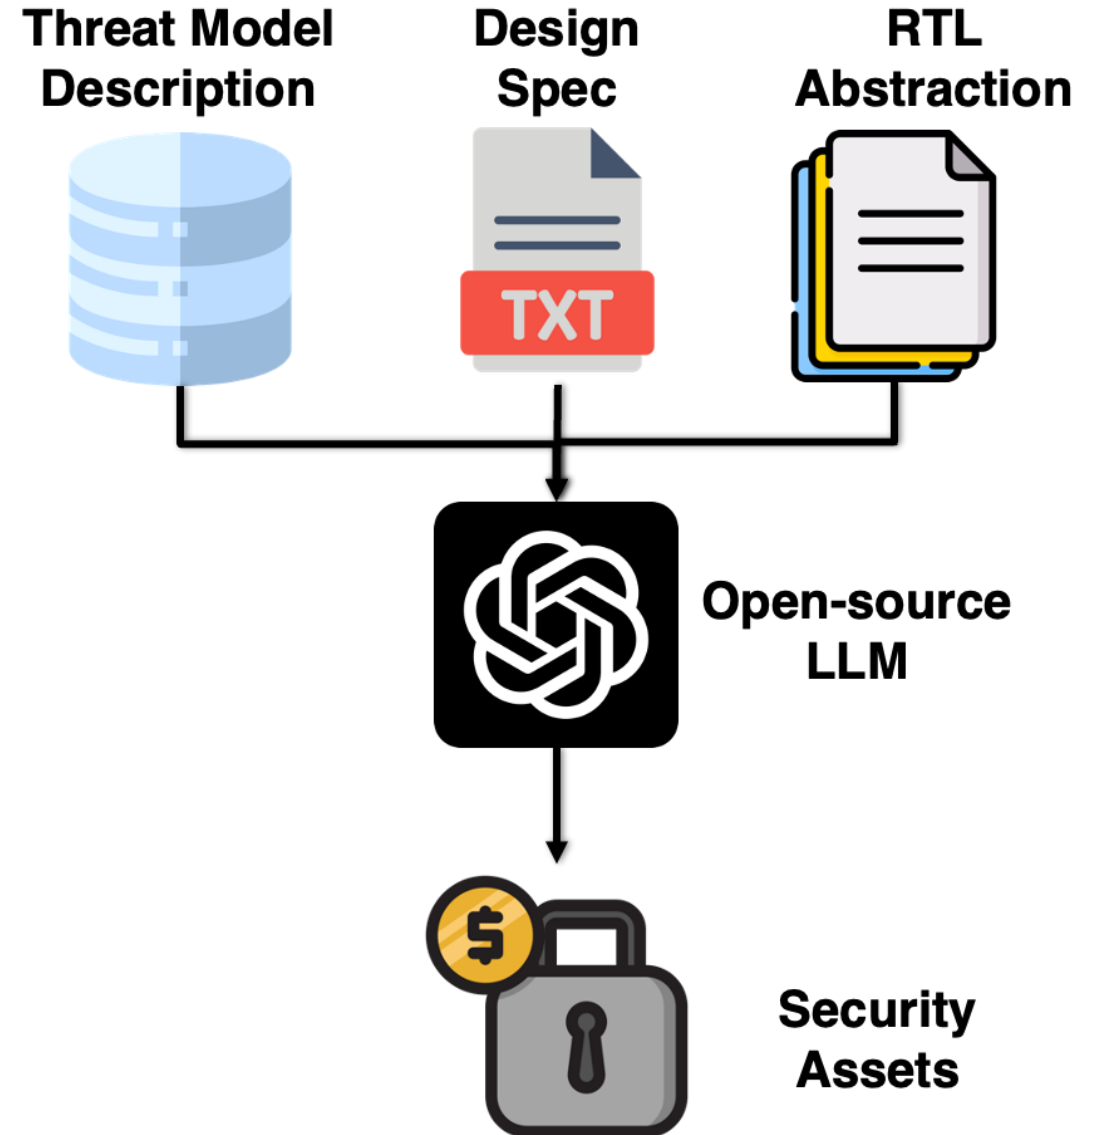 Threat Model
Description
Design
Spec
RTL
Abstraction
TXT
Open-source
LLM
$
Security
Assets